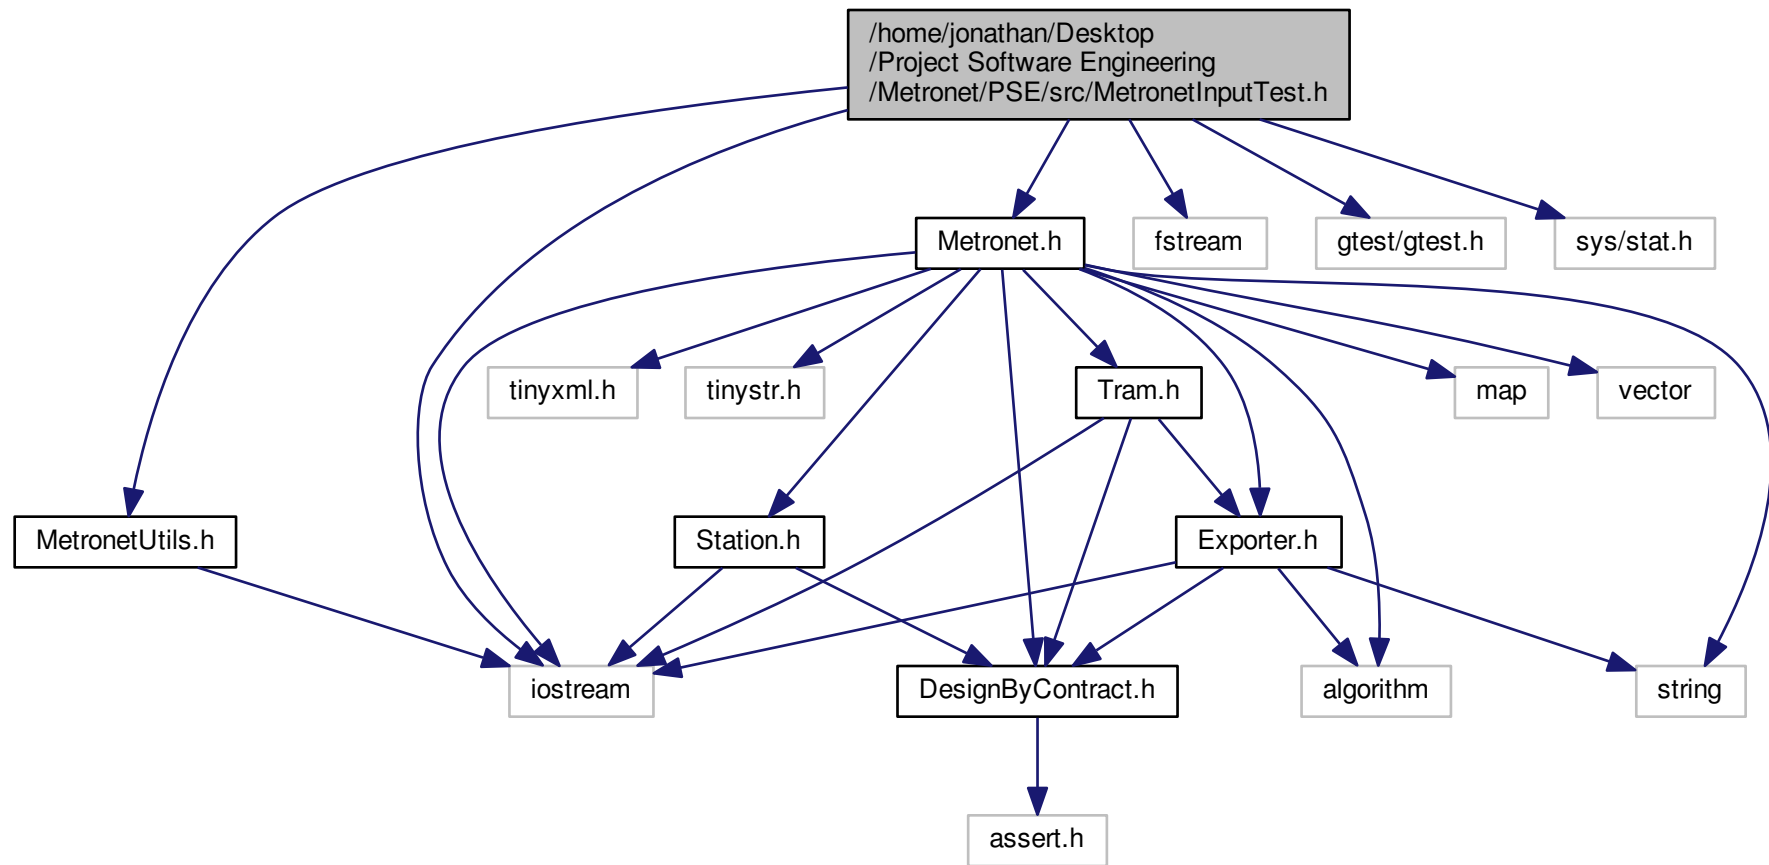 /home/jonathan/Desktop
/Project Software Engineering
/Metronet/PSE/src/MetronetInputTest.h
Metronet.h
fstream
gtest/gtest.h
sys/stat.h
tinyxml.h
tinystr.h
Tram.h
map
vector
MetronetUtils.h
Station.h
Exporter.h
iostream
DesignByContract.h
algorithm
string
assert.h